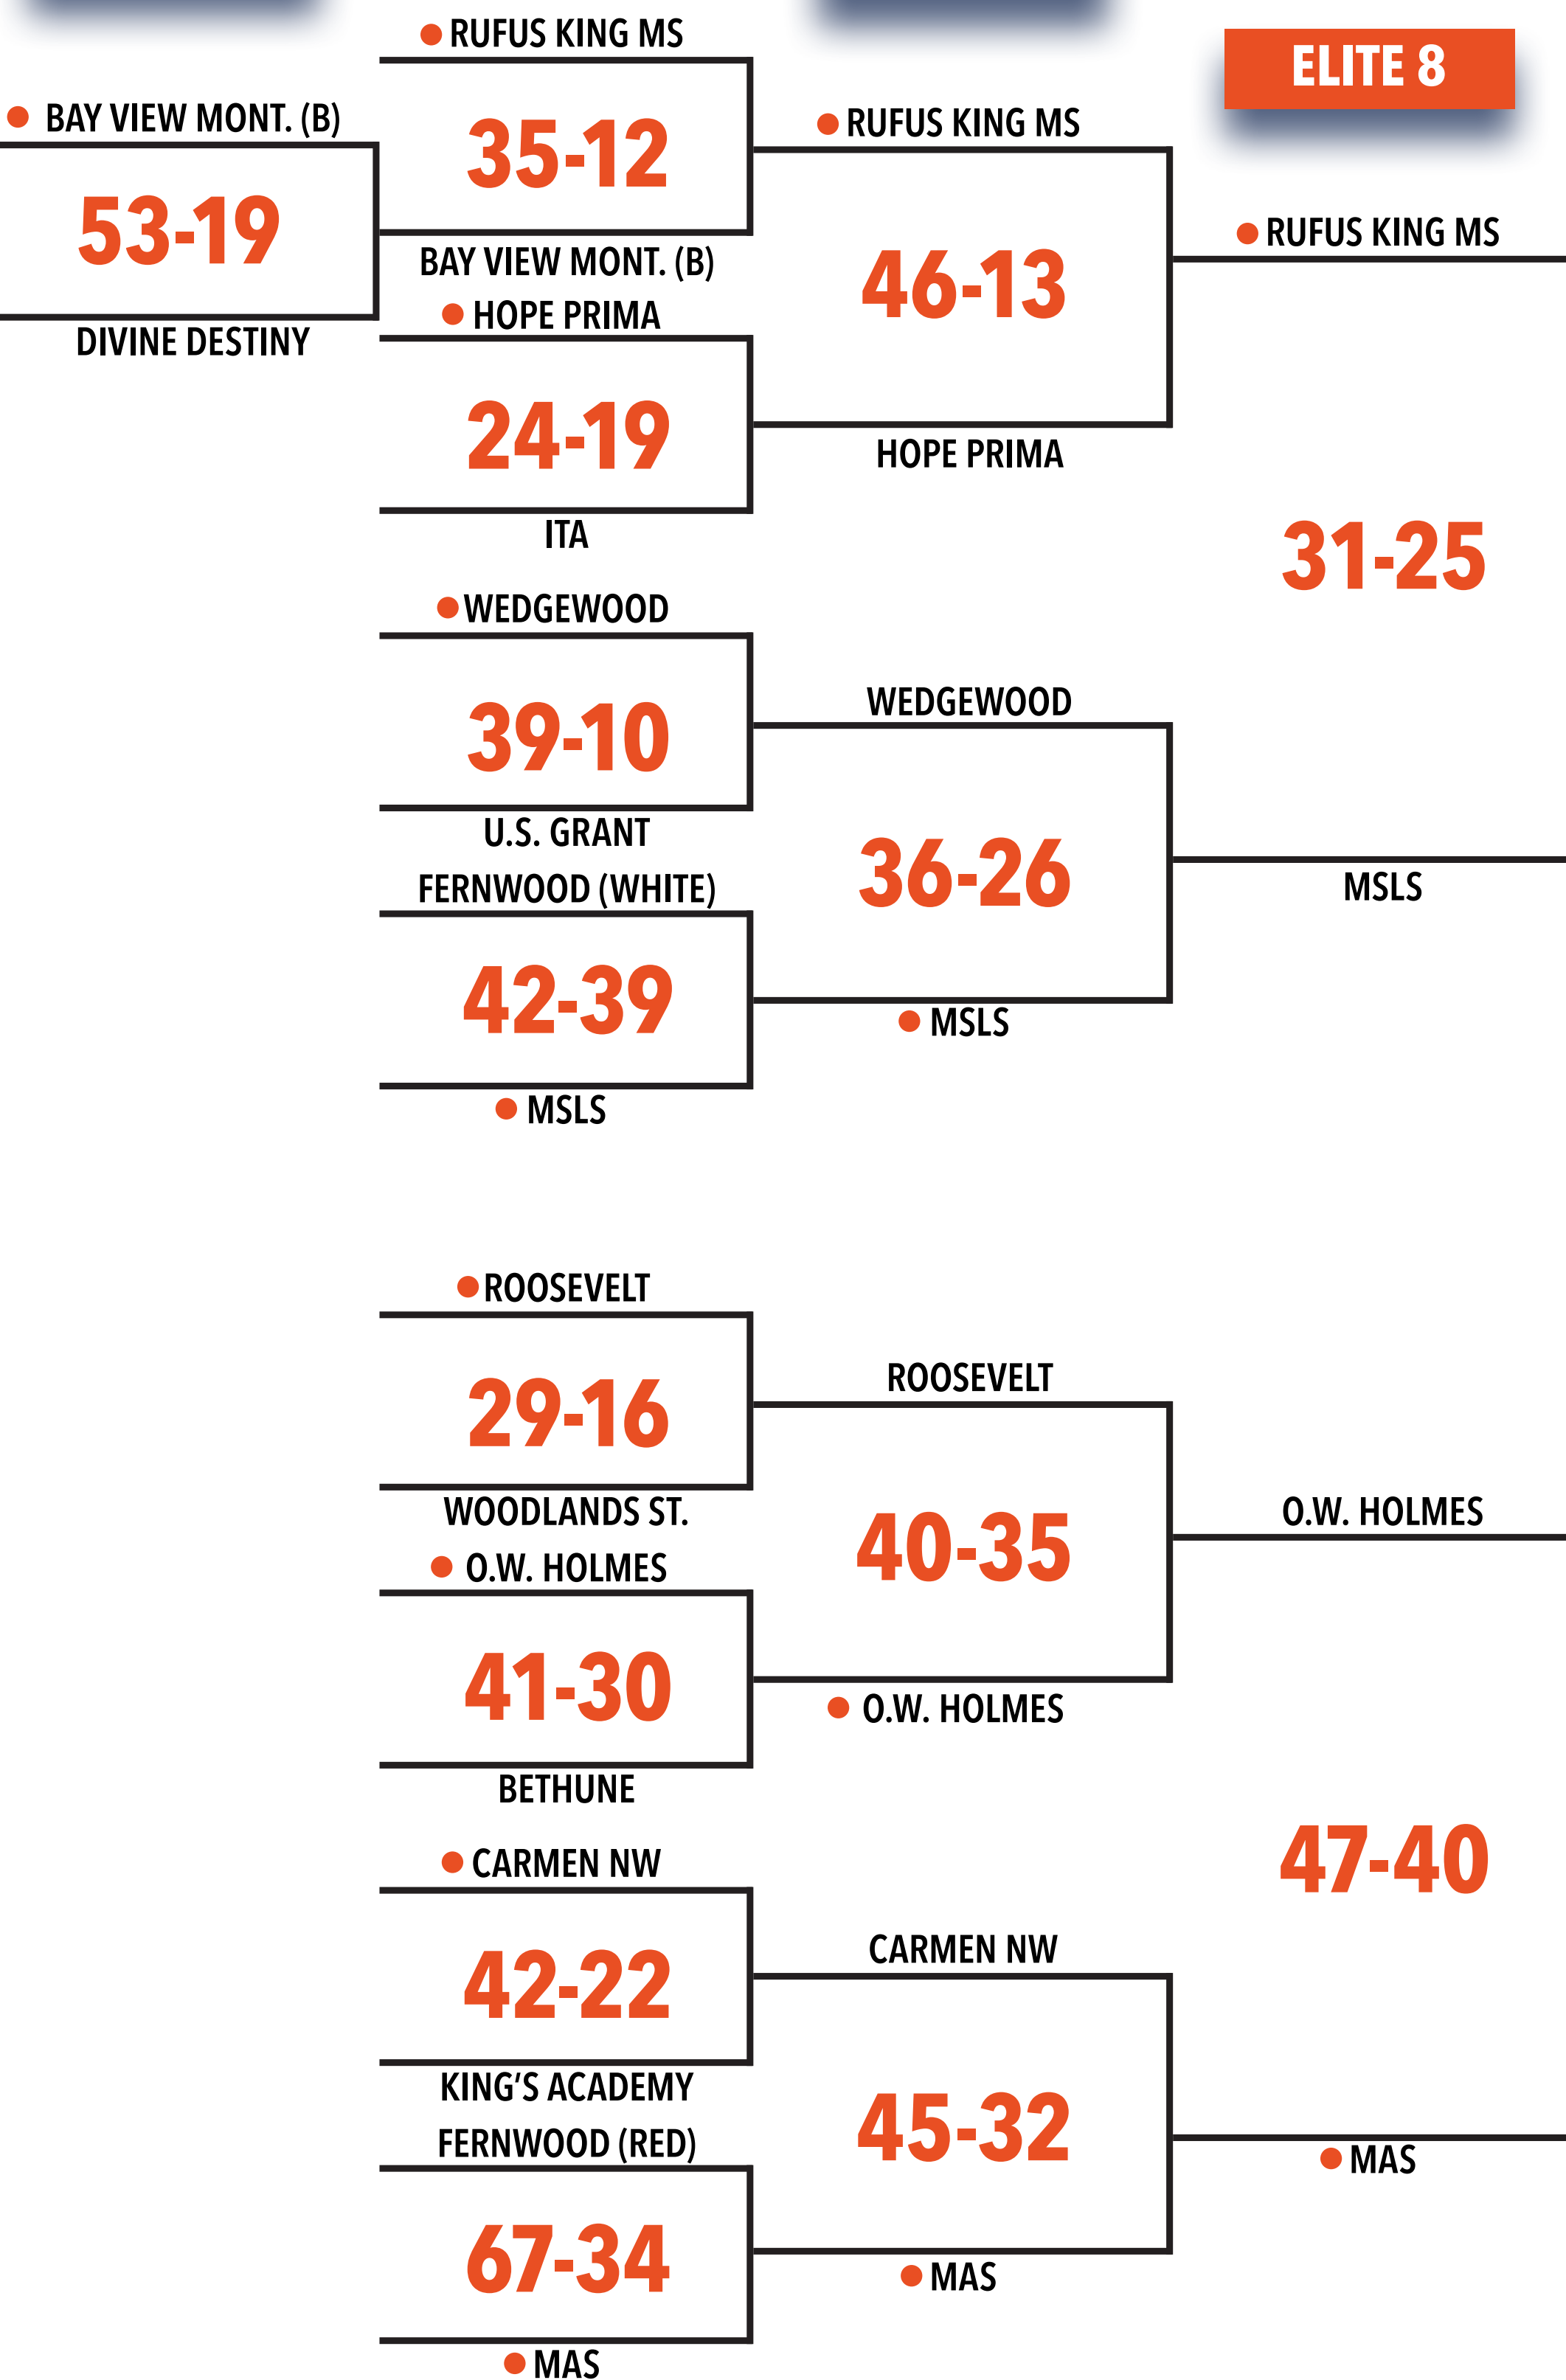 RUFUS KING MS
ELITE 8
BAY VIEW MONT. (B)
35-12
RUFUS KING MS
53-19
RUFUS KING MS
BAY VIEW MONT. (B)
46-13
HOPE PRIMA
DIVINE DESTINY
24-19
HOPE PRIMA
ITA
31-25
WEDGEWOOD
WEDGEWOOD
39-10
U.S. GRANT
36-26
FERNWOOD (WHITE)
MSLS
42-39
MSLS
MSLS
ROOSEVELT
ROOSEVELT
29-16
WOODLANDS ST.
O.W. HOLMES
40-35
O.W. HOLMES
41-30
O.W. HOLMES
BETHUNE
47-40
CARMEN NW
CARMEN NW
42-22
KING’S ACADEMY
45-32
FERNWOOD (RED)
MAS
67-34
MAS
MAS